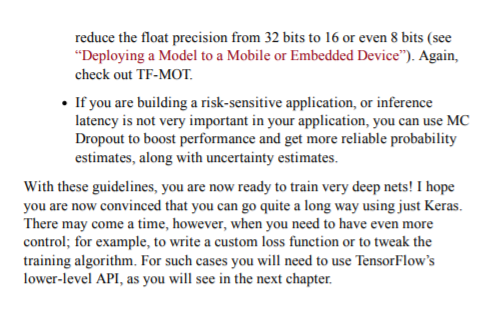 reduce the float precision from 32 bits to 16 or even 8 bits (see
“Deploying a Model to a Mobile or Embedded Device”). Again,
check out TF-MOT.
• If you are building a risk-sensitive application, or inference
latency is not very important in your application, you can use MC
Dropout to boost performance and get more reliable probability
estimates, along with uncertainty estimates.
With these guidelines, you are now ready to train very deep nets! I hope
you are now convinced that you can go quite a long way using just Keras.
There may come a time, however, when you need to have even more
control; for example, to write a custom loss function or to tweak the
training algorithm. For such cases you will need to use TensorFlow’s
lower-level API, as you will see in the next chapter.